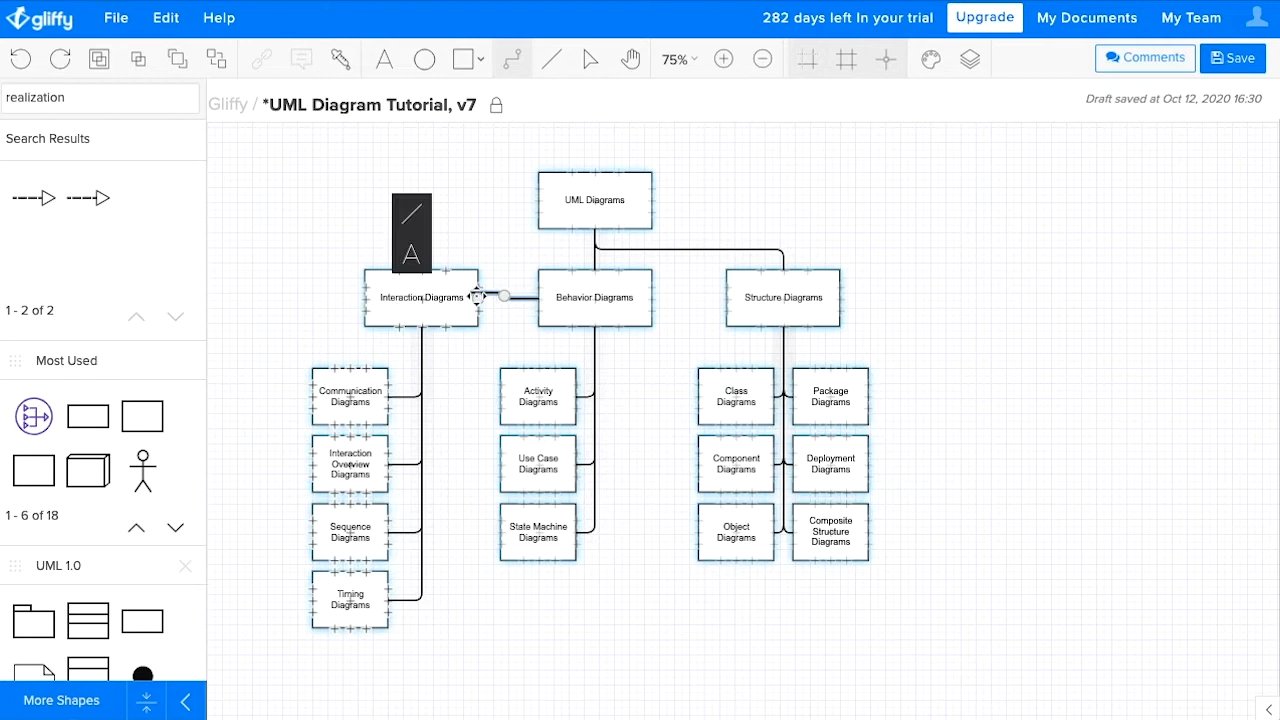 gliffy
File
Edit
Help
282 days left In your trial
Upgrade
My Documents
My Team
A
75%
Comments
Save
realization
Gliffy / *UML Diagram Tutorial, v7
Draft saved at Oct 12, 2020 16:30
Search Results
1 - 2 of 2
Most Used
1 - 6 of 18
UML 1.0
More Shapes
UML Diagrams
A
Interaction Diagrams
Behavior Diagrams
Structure Diagrams
Communication
Diagrams
Interaction
Overview
Diagrams
Sequence
Diagrams
Timing
Diagrams
Activity
Diagrams
Use Case
Diagrams
State Machine
Diagrams
Class
Diagrams
Package
Diagrams
Component
Diagrams
Deployment
Diagrams
Object
Diagrams
Composite
Structure
Diagrams